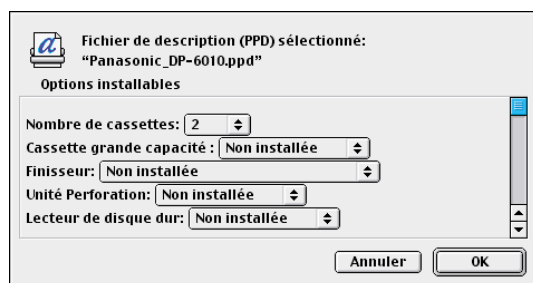 Fichier de description (PPD) sélectionné:
“Panasonic_DP-6010.ppd”
Options installables
Nombre de cassettes: 2
Cassette grande capacité : Non installée
Finisseur: Non installée
Unité Perforation: Non installée
Lecteur de disque dur: Non installée
Annuler OK